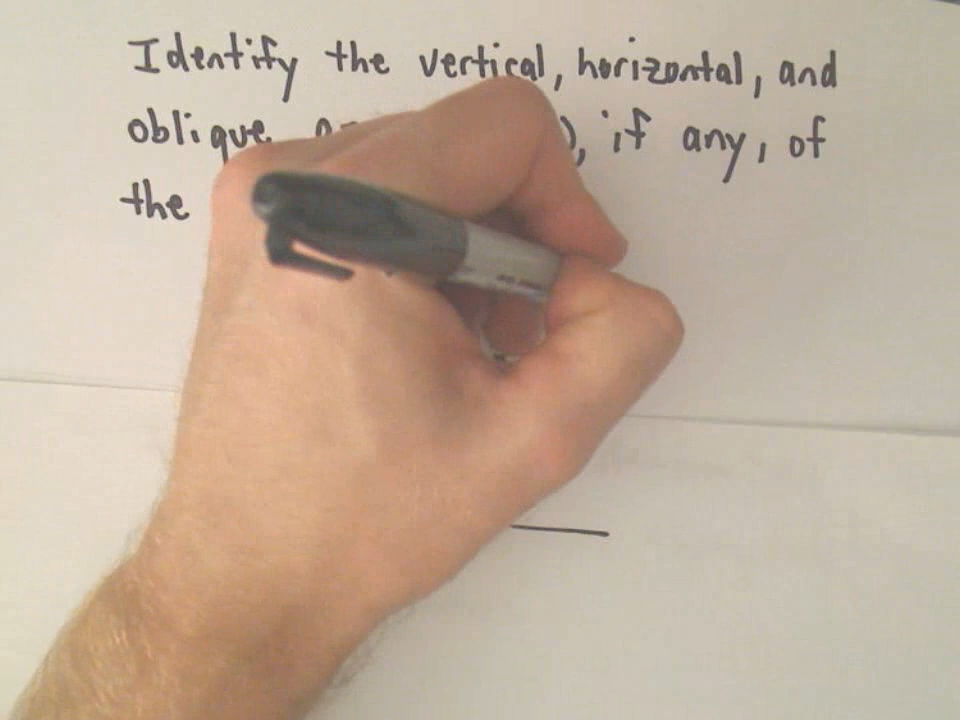 Identify the vertical, horizontal, and
oblique if any, of
the